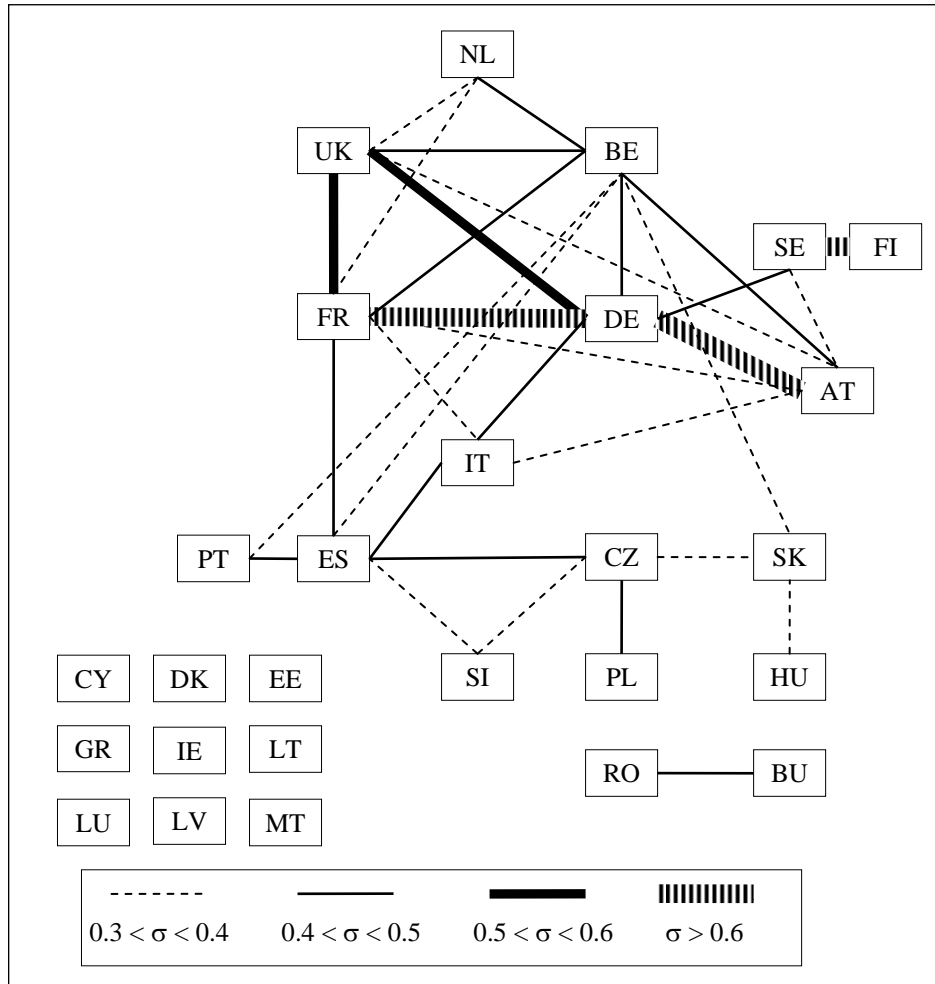 NL
UK BE
SE FI
FR DE
AT
IT
PT ES CZ SK
CY DK EE SI PL HU
GR IE LT RO BU
LU LV MT
0.3 < σ < 0.4 0.4 < σ < 0.5 0.5 < σ < 0.6 σ > 0.6